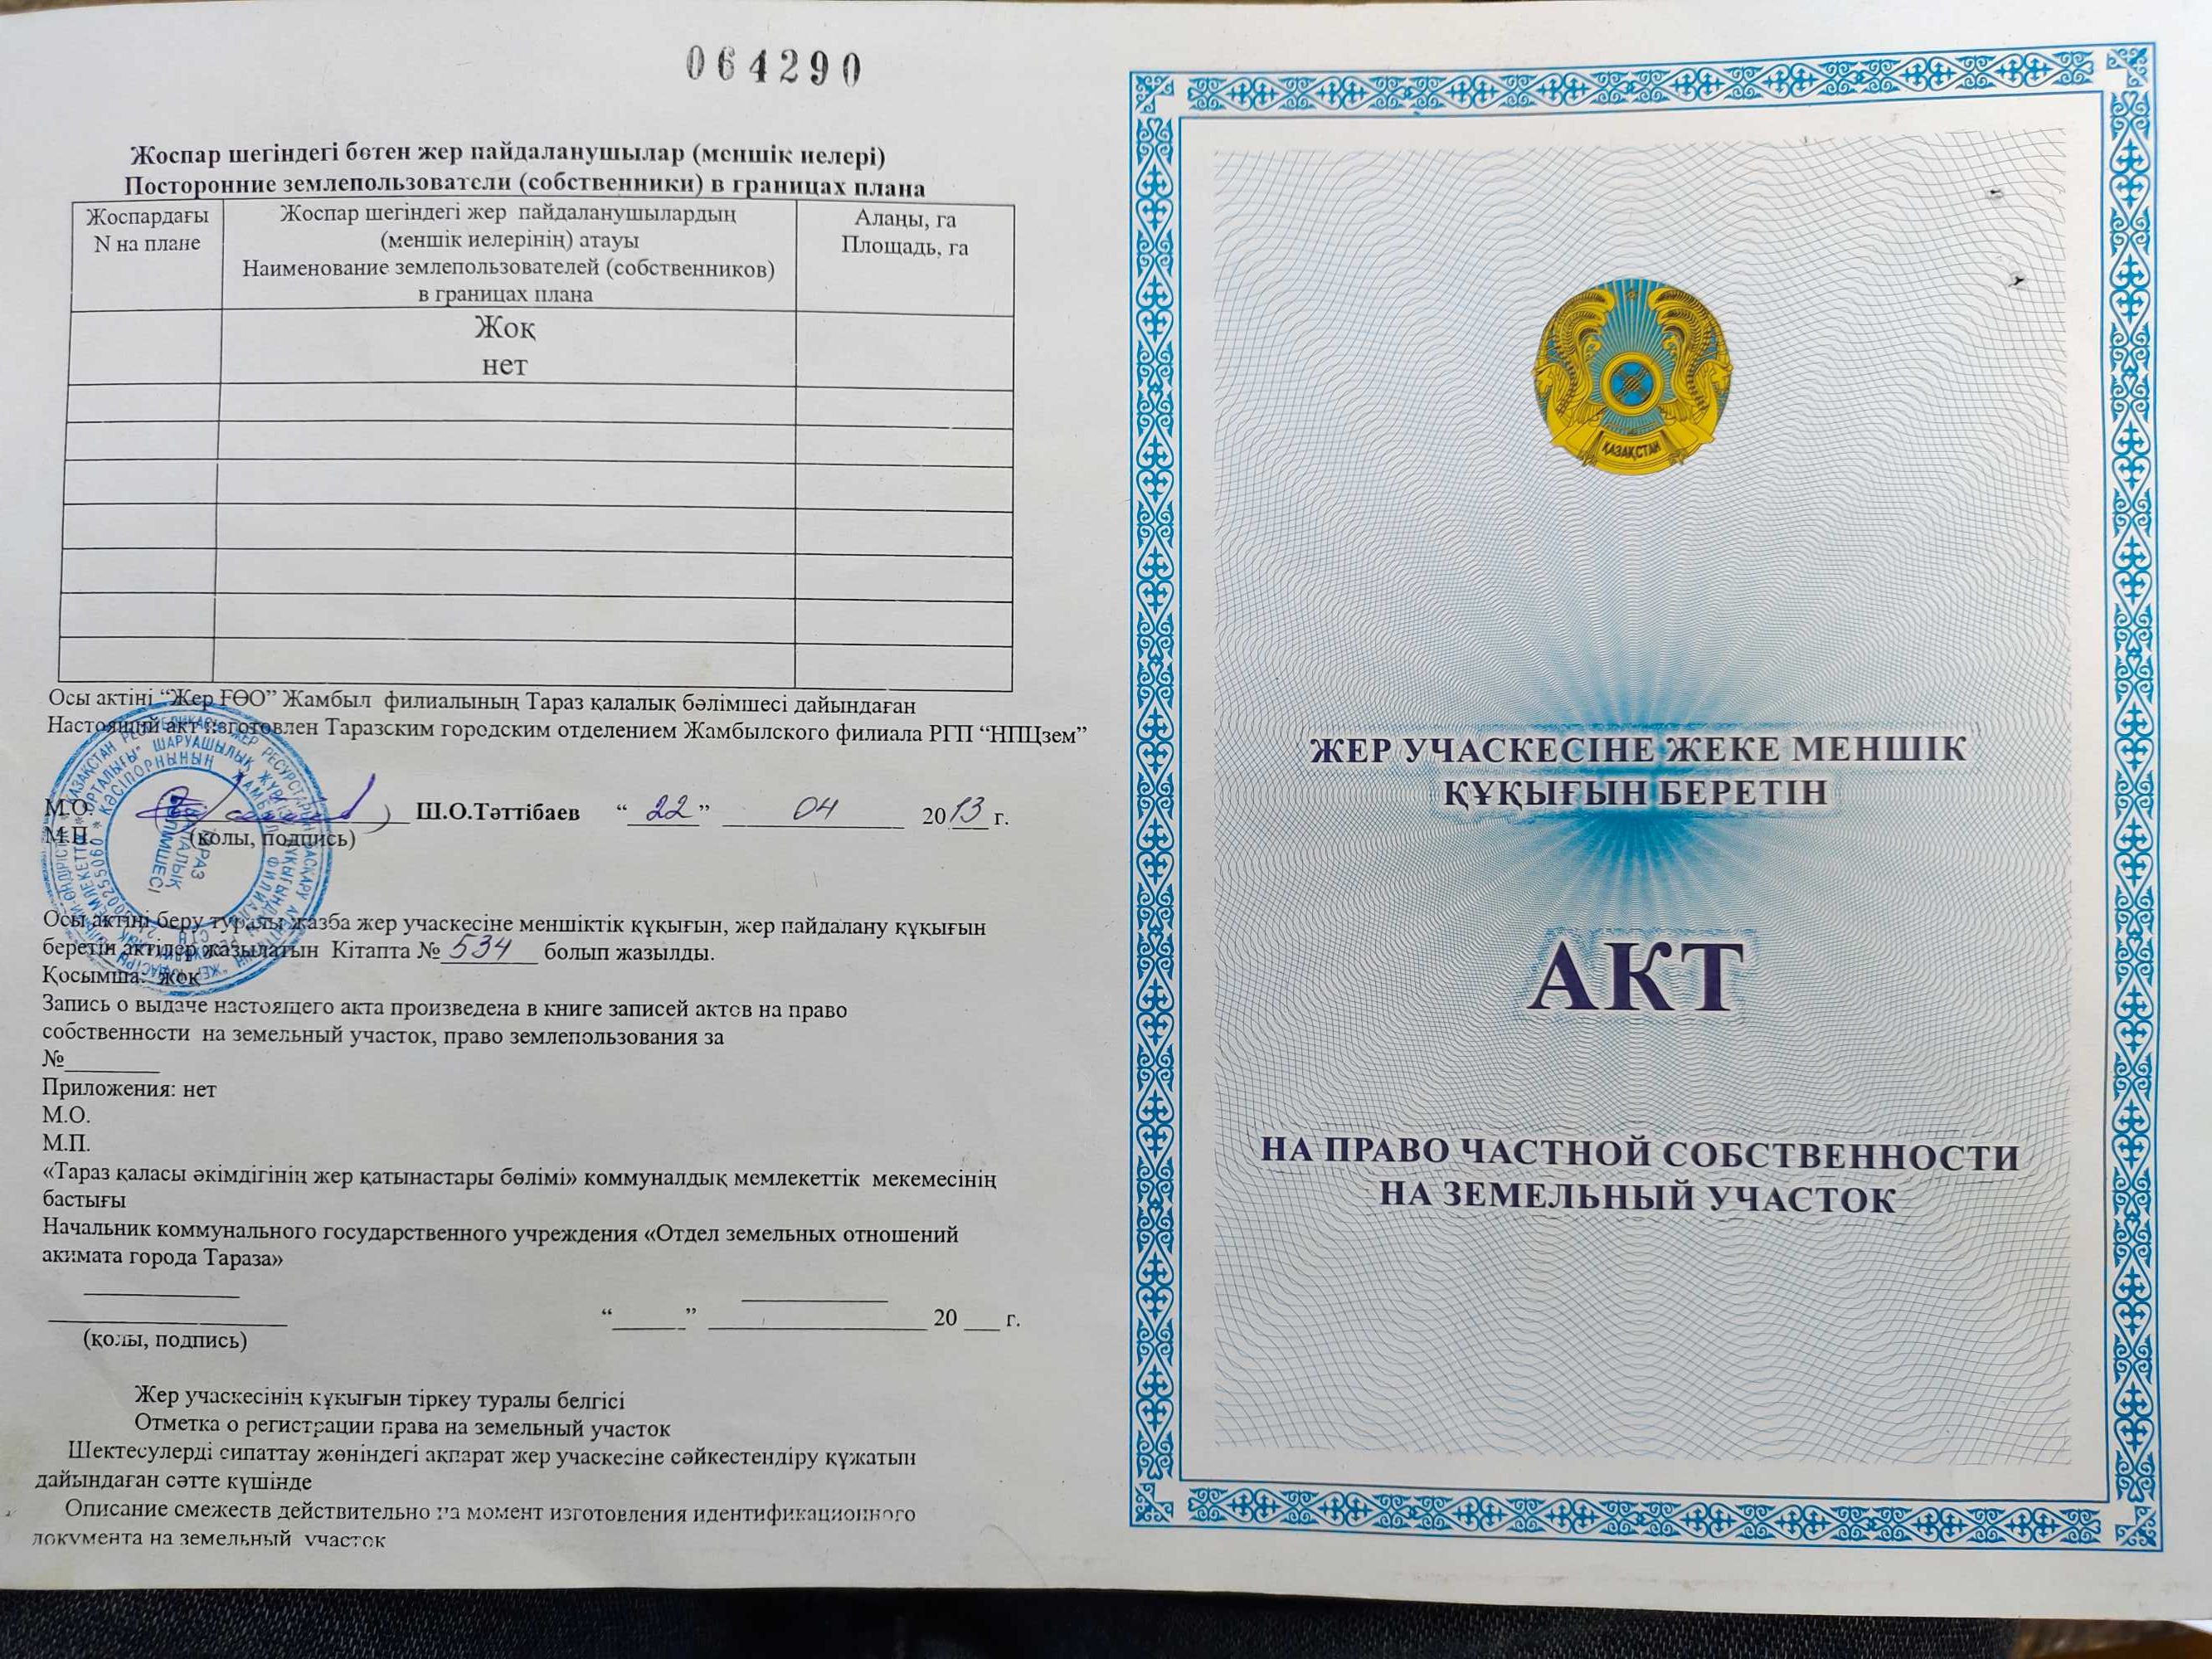 064290
Жоспар шегіндегі бөтен жер пайдаланушылар (меншік иелері)
Посторонние землепользователи (собственники) в границах плана
Жоспардағы
N на плане
Жоспар шегіндегі жер пайдаланушылардың
(меншік иелерінің) атауы
Наименование землепользователей (собственников)
в границах плана
Алаңы, га
Площадь, га
Жоқ
нет
Осы актіні “Жер ҒӨО” Жамбыл филиалының Тараз қалалық бөлімшесі дайындаған
Настоящий акт изготовлен Таразским городским отделением Жамбылского филиала РГП “НПЦзем”
М.О. Ш.О.Тәттібаев “22” 04 2013 г.
М.П. (қолы, подпись)
ТАРАЗ
ҚАЛАЛЫҚ
БӨЛІМШЕСІ
Осы актіні беру туралы жазба жер учаскесіне меншіктік құқығын, жер пайдалану құқығын
беретін актілер жазылатын Кітапта № 534 болып жазылды.
Қосымша: жоқ
Запись о выдаче настоящего акта произведена в книге записей актов на право
собственности на земельный участок, право землепользования за
№
Приложения: нет
М.О.
М.П.
«Тараз қаласы әкімдігінің жер қатынастары бөлімі» коммуналдық мемлекеттік мекемесінің
бастығы
Начальник коммунального государственного учреждения «Отдел земельных отношений
акимата города Тараза»
“ ” 20 г.
(қолы, подпись)
Жер учаскесінің құқығын тіркеу туралы белгісі
Отметка о регистрации права на земельный участок
Шектесулерді сипаттау жөніндегі ақпарат жер учаскесіне сәйкестендіру құжатын
дайындаған сәтте күшінде
Описание смежеств действительно на момент изготовления идентификационного
документа на земельный участок
ҚАЗАҚСТАН
ЖЕР УЧАСКЕСІНЕ ЖЕКЕ МЕНШІК
ҚҰҚЫҒЫН БЕРЕТІН
АКТ
НА ПРАВО ЧАСТНОЙ СОБСТВЕННОСТИ
НА ЗЕМЕЛЬНЫЙ УЧАСТОК